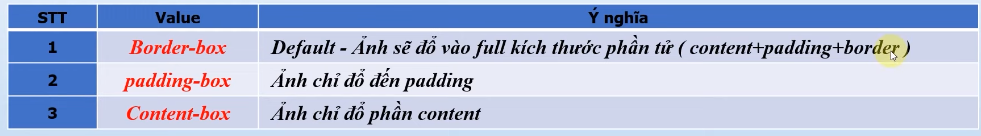 STT Value Ý nghĩa
1 Border-box Default - Ảnh sẽ đổ vào full kích thước phần tử ( content+padding+border )
2 padding-box Ảnh chỉ đổ đến padding
3 Content-box Ảnh chỉ đổ phần content